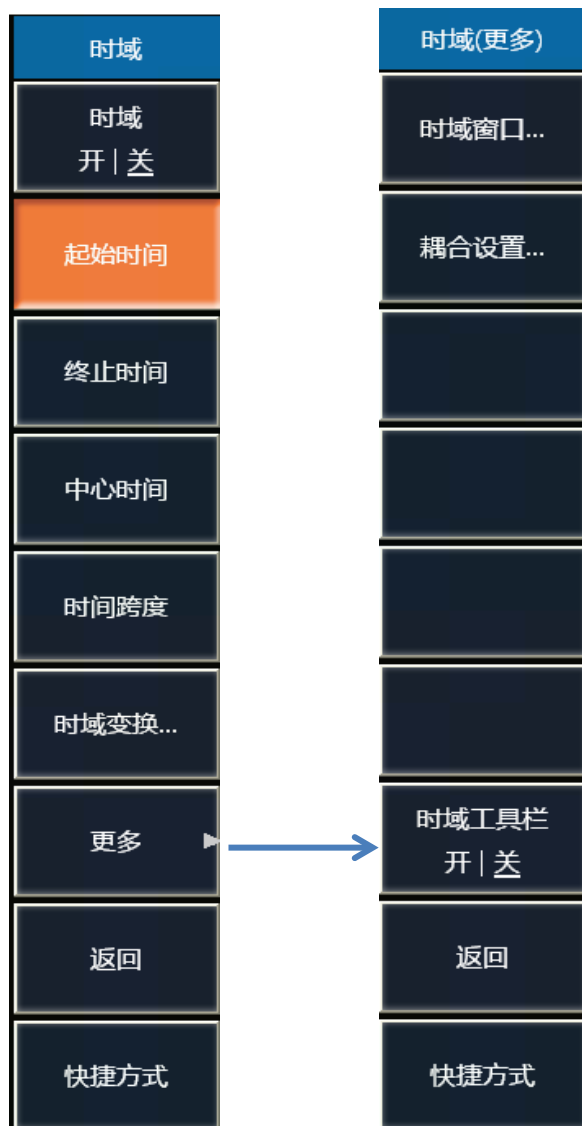 时域
时域
开 | 关
起始时间
终止时间
中心时间
时间跨度
时域变换...
更多
返回
快捷方式
时域(更多)
时域窗口...
耦合设置...
时域工具栏
开 | 关
返回
快捷方式